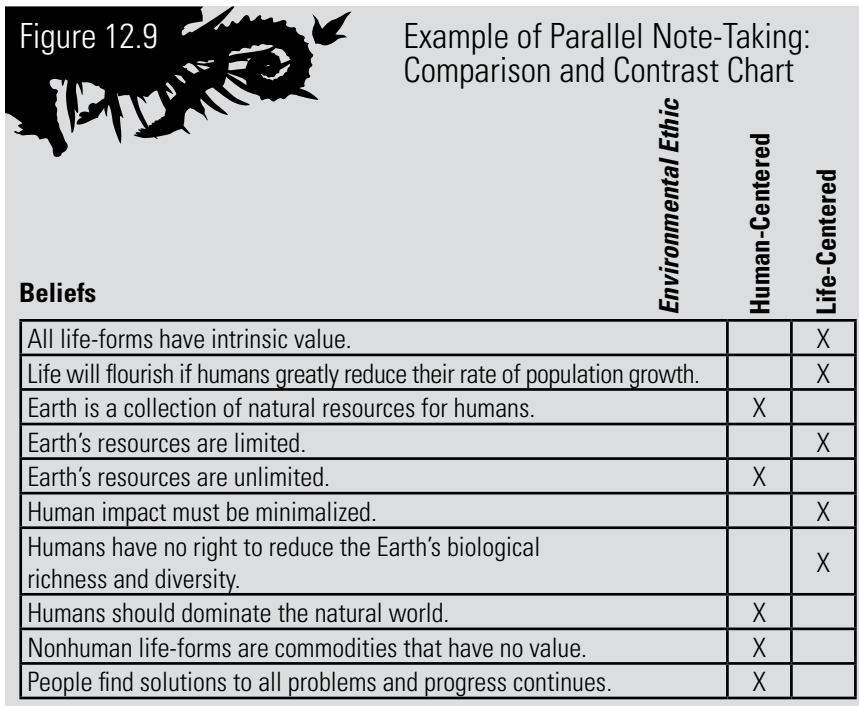 Figure 12.9
Example of Parallel Note-Taking:
Comparison and Contrast Chart
Environmental Ethic
Human-Centered
Life-Centered
Beliefs
All life-forms have intrinsic value. X
Life will flourish if humans greatly reduce their rate of population growth. X
Earth is a collection of natural resources for humans. X
Earth's resources are limited. X
Earth's resources are unlimited. X
Human impact must be minimalized. X
Humans have no right to reduce the Earth's biological
richness and diversity. X
Humans should dominate the natural world. X
Nonhuman life-forms are commodities that have no value. X
People find solutions to all problems and progress continues. X